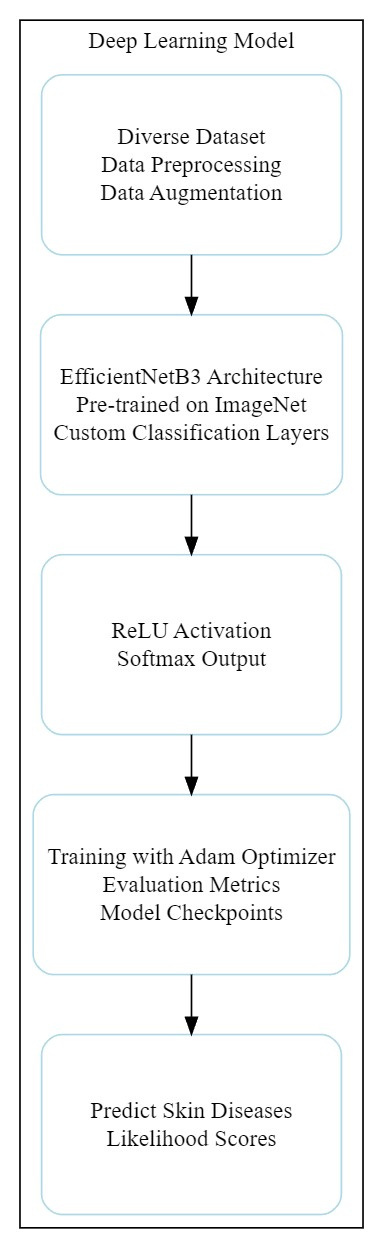 Deep Learning Model
Diverse Dataset
Data Preprocessing
Data Augmentation
EfficientNetB3 Architecture
Pre-trained on ImageNet
Custom Classification Layers
ReLU Activation
Softmax Output
Training with Adam Optimizer
Evaluation Metrics
Model Checkpoints
Predict Skin Diseases
Likelihood Scores